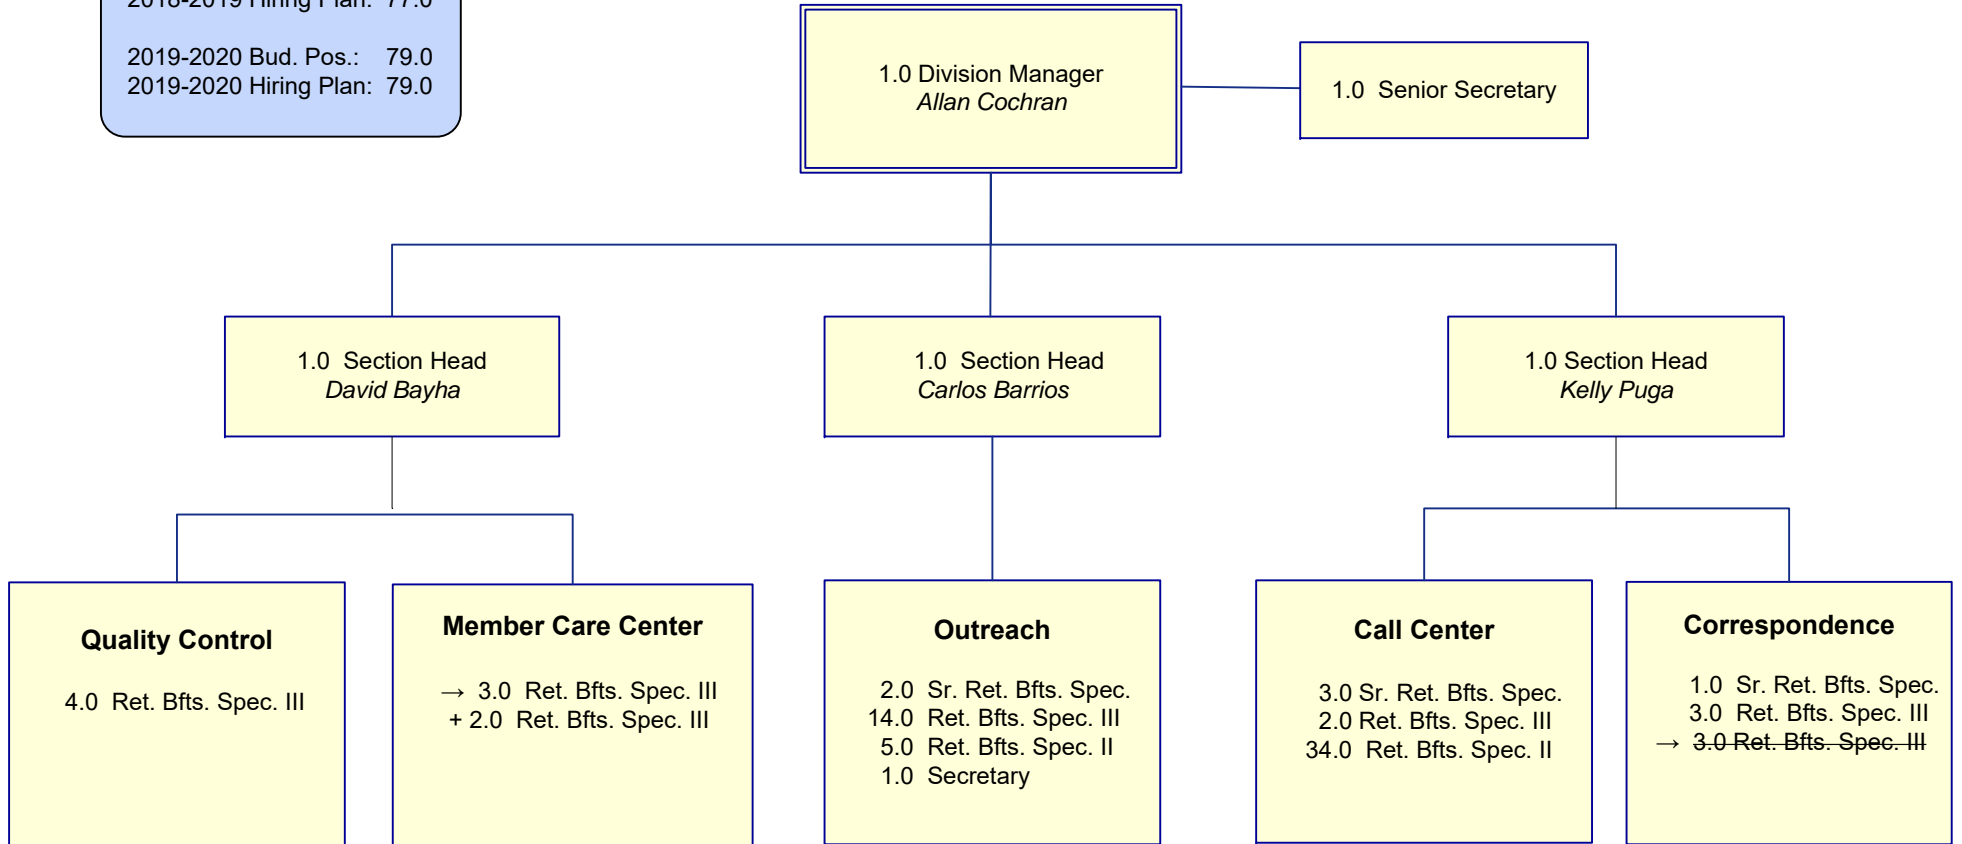 2018-2019 Hiring Plan: 77.0
2019-2020 Bud. Pos.: 79.0
2019-2020 Hiring Plan: 79.0
1.0 Division Manager
Allan Cochran
1.0 Senior Secretary
1.0 Section Head
David Bayha
1.0 Section Head
Carlos Barrios
1.0 Section Head
Kelly Puga
Quality Control
4.0 Ret. Bfts. Spec. III
Member Care Center
→ 3.0 Ret. Bfts. Spec. III
+ 2.0 Ret. Bfts. Spec. III
Outreach
2.0 Sr. Ret. Bfts. Spec.
14.0 Ret. Bfts. Spec. III
5.0 Ret. Bfts. Spec. II
1.0 Secretary
Call Center
3.0 Sr. Ret. Bfts. Spec.
2.0 Ret. Bfts. Spec. III
34.0 Ret. Bfts. Spec. II
Correspondence
1.0 Sr. Ret. Bfts. Spec.
3.0 Ret. Bfts. Spec. III
→ 3.0 Ret. Bfts. Spec. III